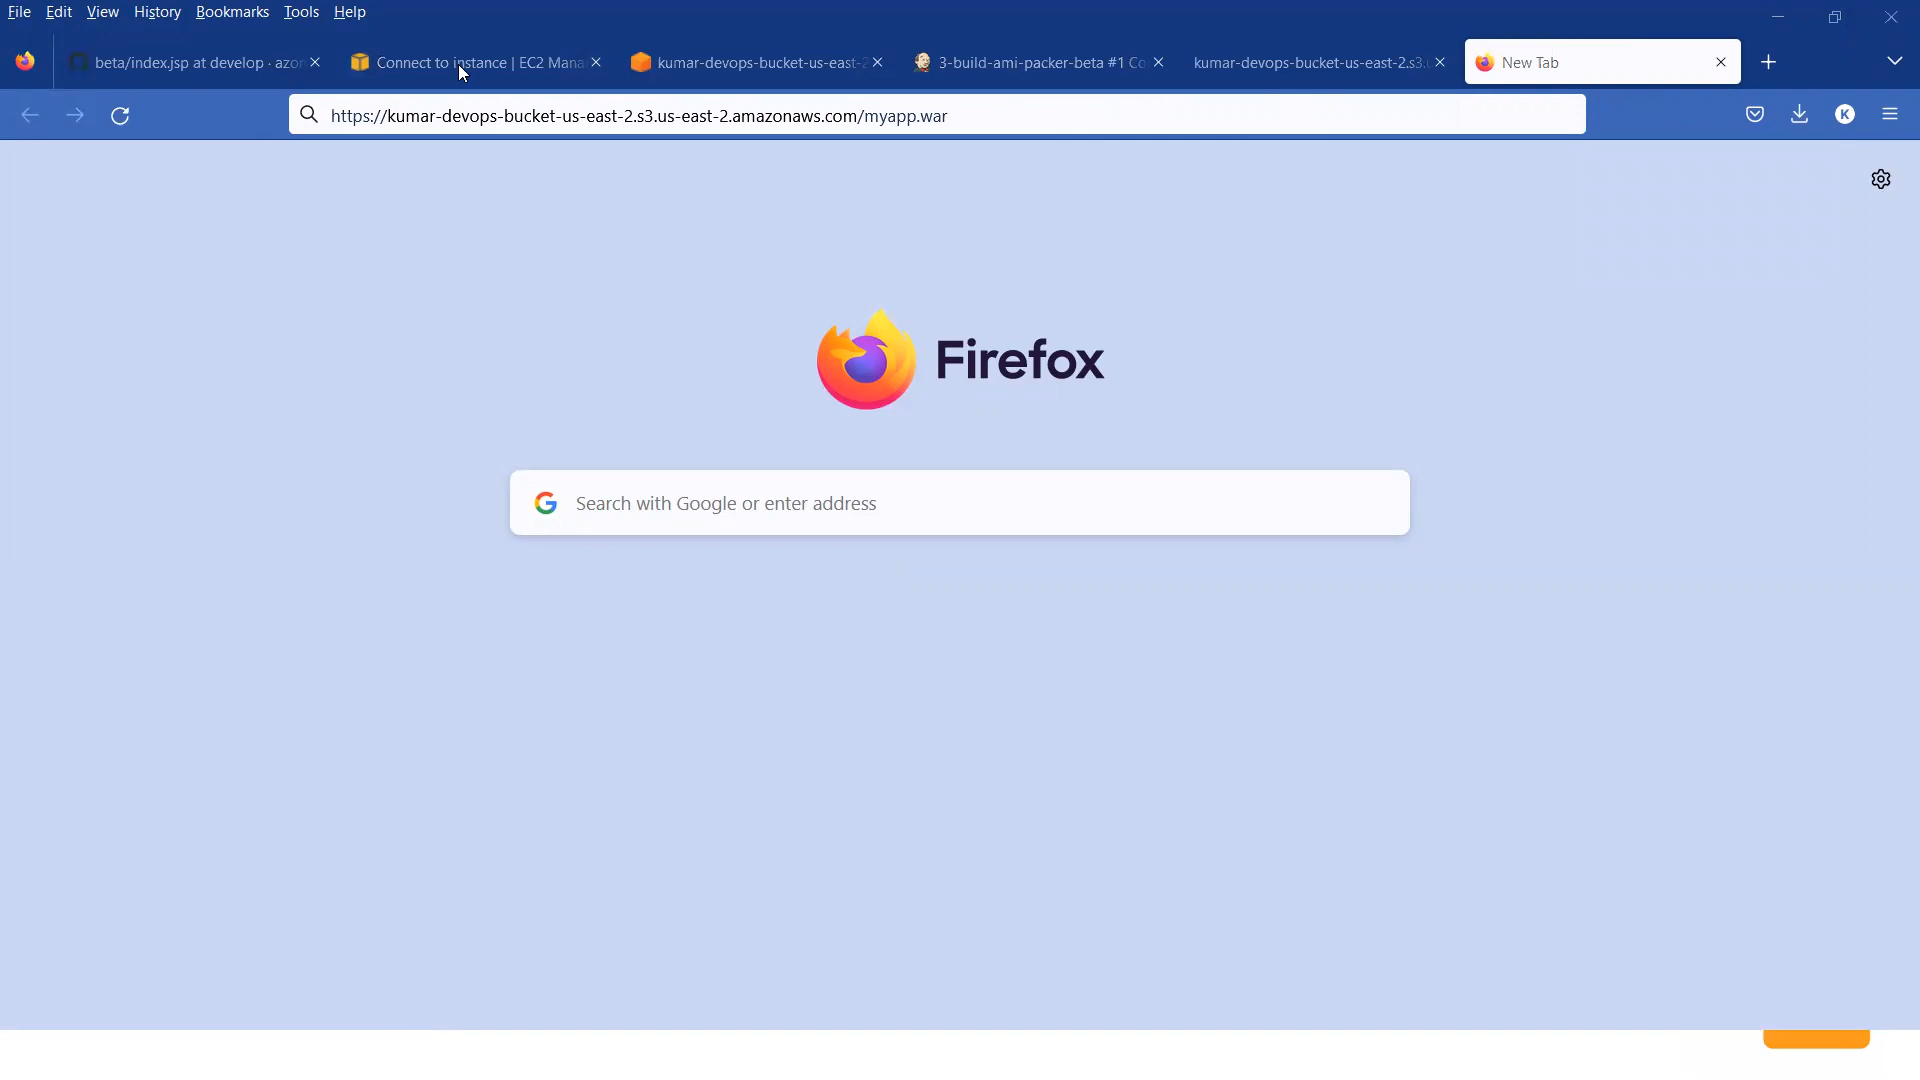 File Edit View History Bookmarks Tools Help
beta/index.jsp at develop · azor
Connect to instance | EC2 Mana
kumar-devops-bucket-us-east-2
3-build-ami-packer-beta #1 Co
kumar-devops-bucket-us-east-2.s3.u
New Tab
https://kumar-devops-bucket-us-east-2.s3.us-east-2.amazonaws.com/myapp.war
K
Firefox
Search with Google or enter address